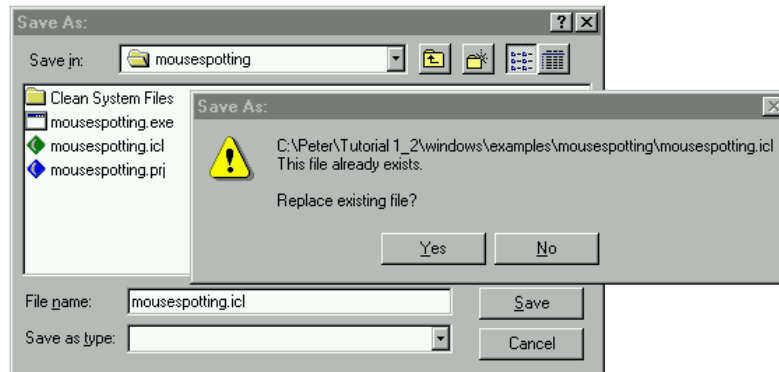 Save As:
Save in: mousespotting
Clean System Files
mousespotting.exe
mousespotting.icl
mousespotting.prj
Save As:
C:\Peter\Tutorial 1_2\windows\examples\mousespotting\mousespotting.icl
This file already exists.
Replace existing file?
Yes No
File name: mousespotting.icl Save
Save as type: Cancel